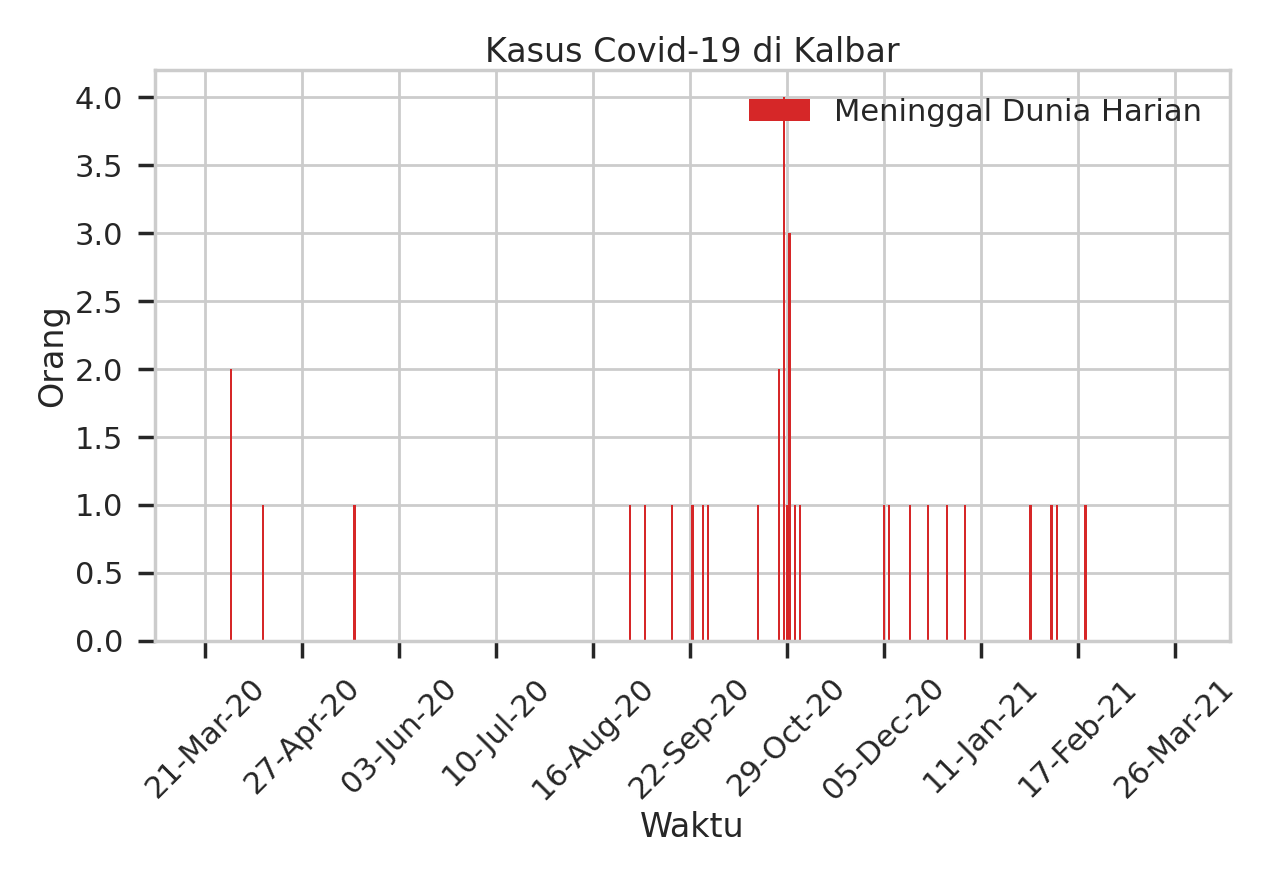 Kasus Covid-19 di Kalbar
Meninggal Dunia Harian
Orang
4.0
3.5
3.0
2.5
2.0
1.5
1.0
0.5
0.0
21-Mar-20
27-Apr-20
03-Jun-20
10-Jul-20
16-Aug-20
22-Sep-20
29-Oct-20
05-Dec-20
11-Jan-21
17-Feb-21
26-Mar-21
Waktu